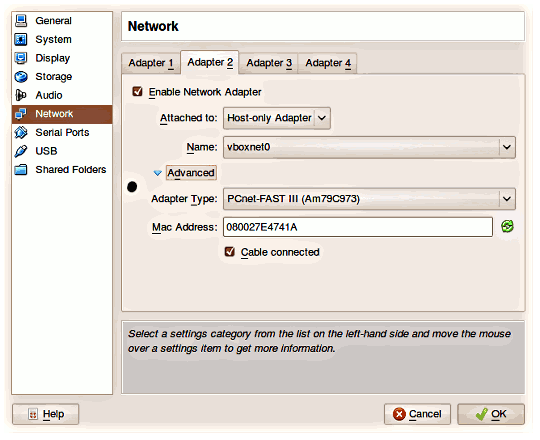 General
System
Display
Storage
Audio
Network
Serial Ports
USB
Shared Folders
Network
Adapter 1 Adapter 2 Adapter 3 Adapter 4
Enable Network Adapter
Attached to: Host-only Adapter
Name: vboxnet0
Advanced
Adapter Type: PCnet-FAST III (Am79C973)
Mac Address: 080027E4741A
Cable connected
Select a settings category from the list on the left-hand side and move the mouse
over a settings item to get more information.
Help Cancel OK